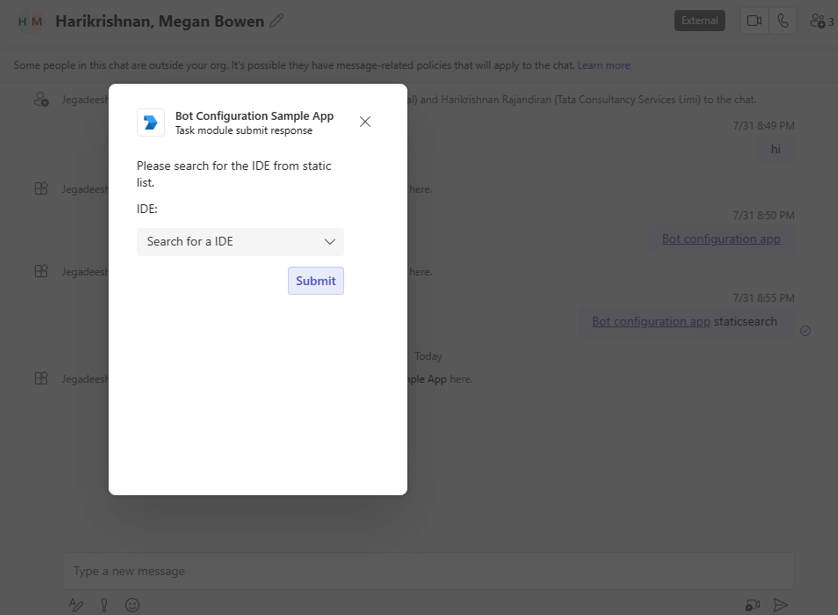 H M Harikrishnan, Megan Bowen External 3
Some people in this chat are outside your org. It's possible they have message-related policies that will apply to the chat. Learn more
Jegadeesh al) and Harikrishnan Rajandiran (Tata Consultancy Services Limi) to the chat.
7/31 8:49 PM
hi
Jegadeesh here.
7/31 8:50 PM
Bot configuration app
Jegadeesh here.
7/31 8:55 PM
Bot configuration app staticsearch
Today
Jegadeesh mple App here.
Bot Configuration Sample App
Task module submit response
Please search for the IDE from static
list.
IDE:
Search for a IDE
Submit
Type a new message